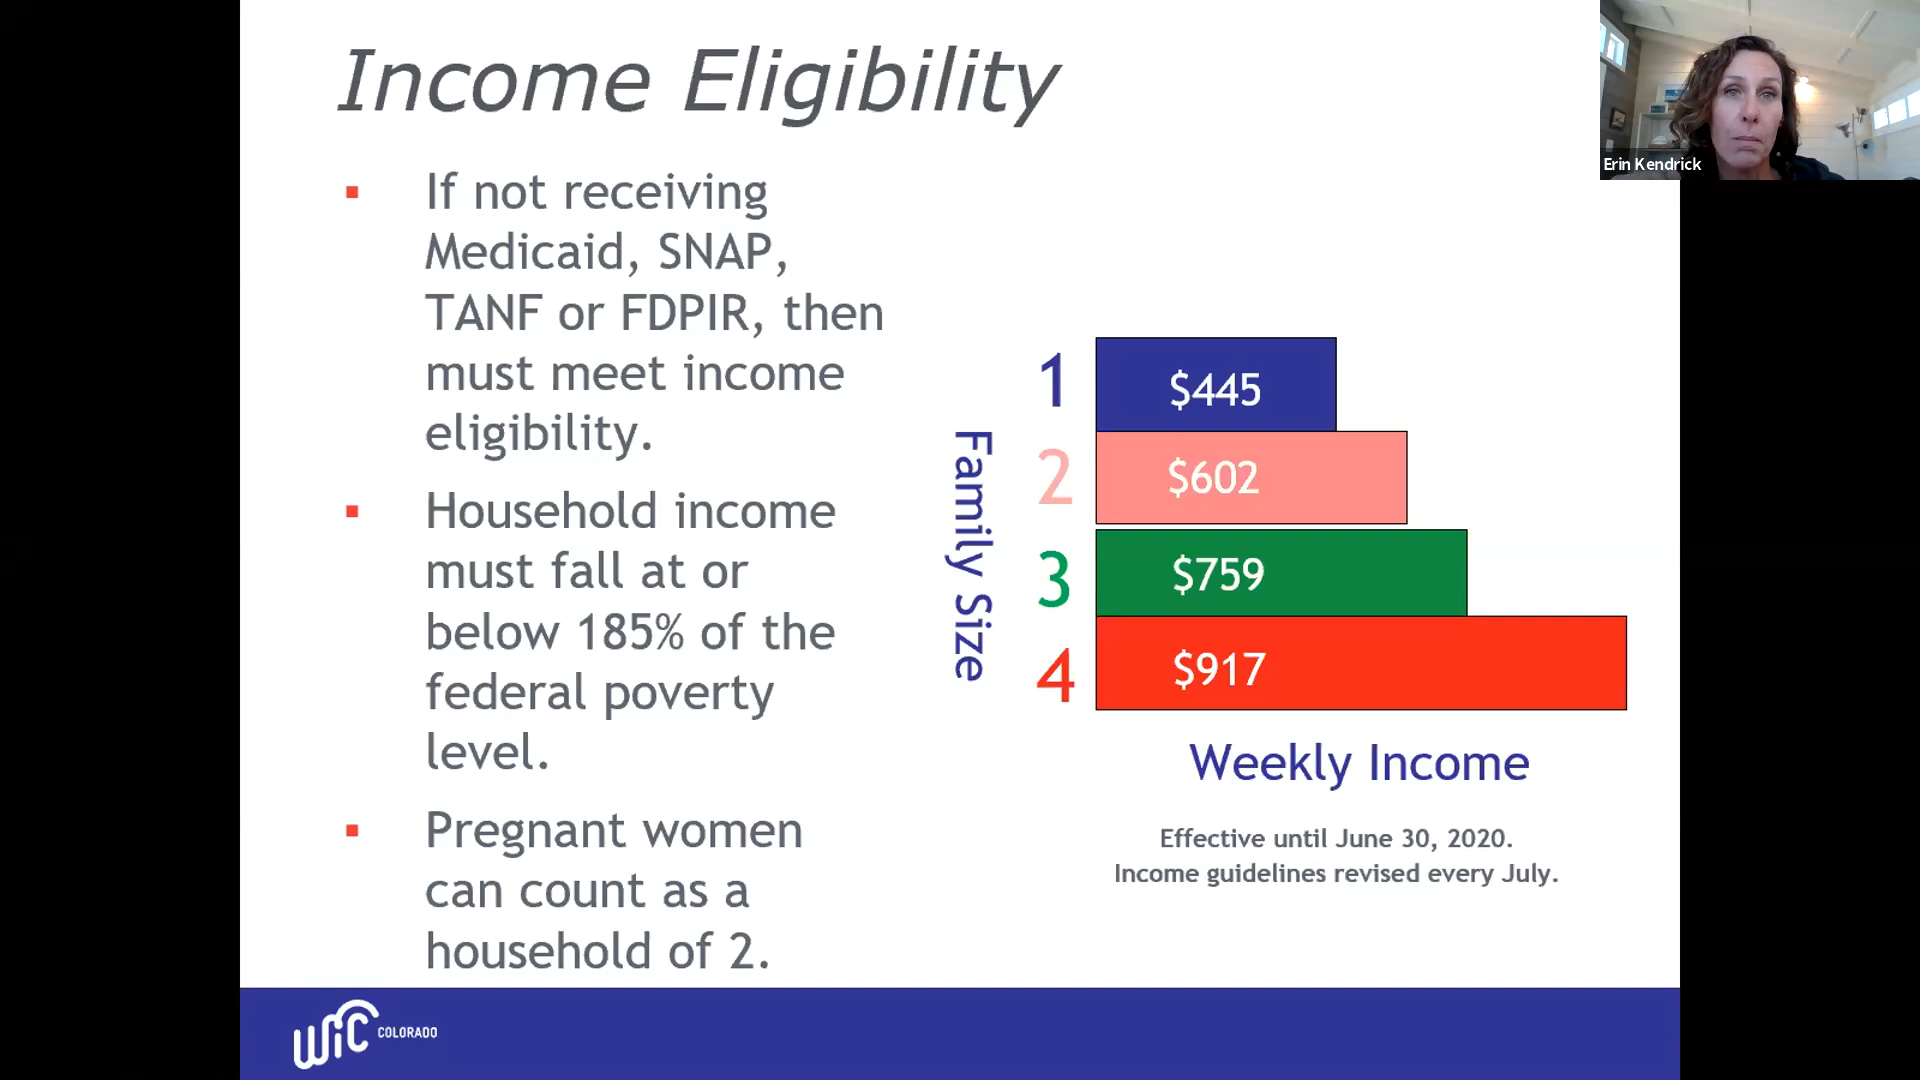 Income Eligibility
Erin Kendrick
▪ If not receiving
Medicaid, SNAP,
TANF or FDPIR, then
must meet income
eligibility.
▪ Household income
must fall at or
below 185% of the
federal poverty
level.
▪ Pregnant women
can count as a
household of 2.
Family Size
1 $445
2 $602
3 $759
4 $917
Weekly Income
Effective until June 30, 2020.
Income guidelines revised every July.
WiC COLORADO